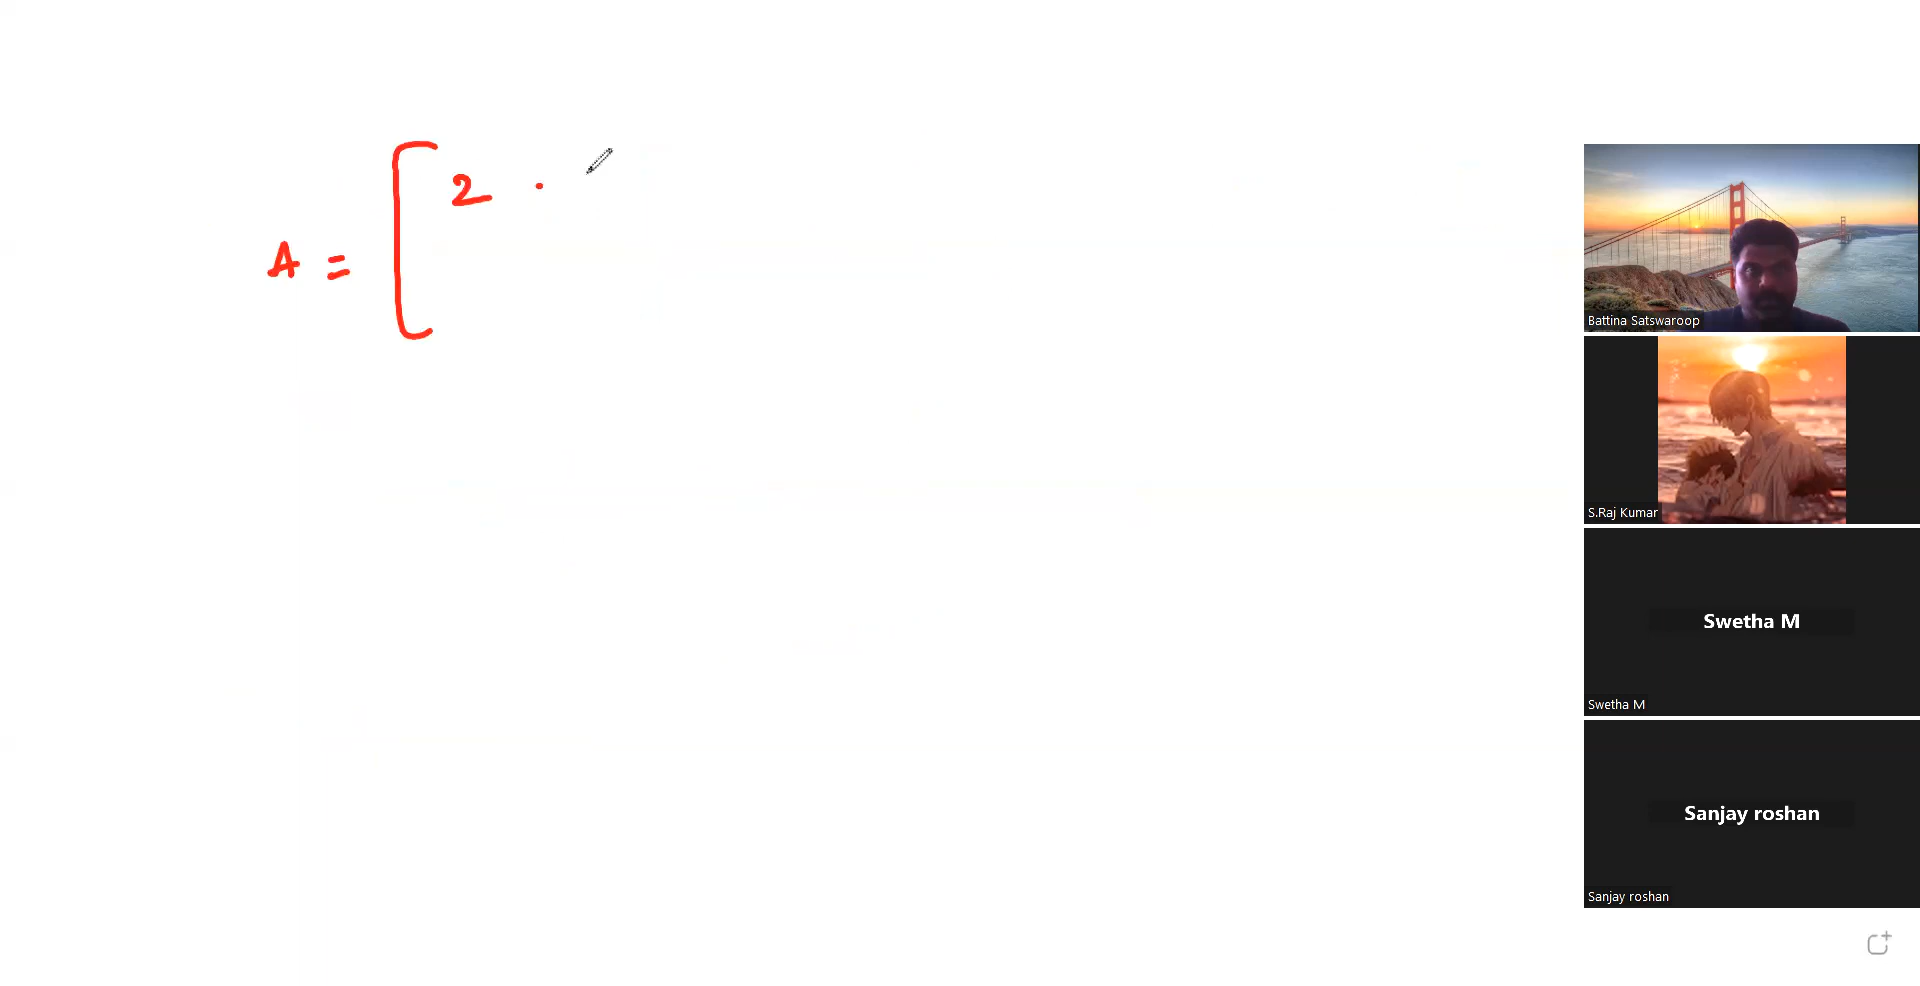 A = [ 2 .
Battina Satswaroop
S.Raj Kumar
Swetha M
Swetha M
Sanjay roshan
Sanjay roshan